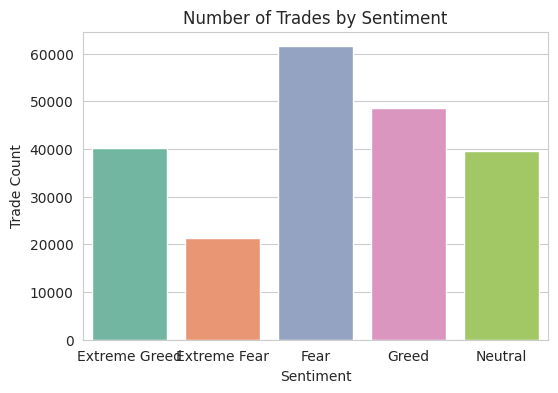 Number of Trades by Sentiment
Trade Count
60000
50000
40000
30000
20000
10000
0
Extreme Greed Extreme Fear Fear Greed Neutral
Sentiment